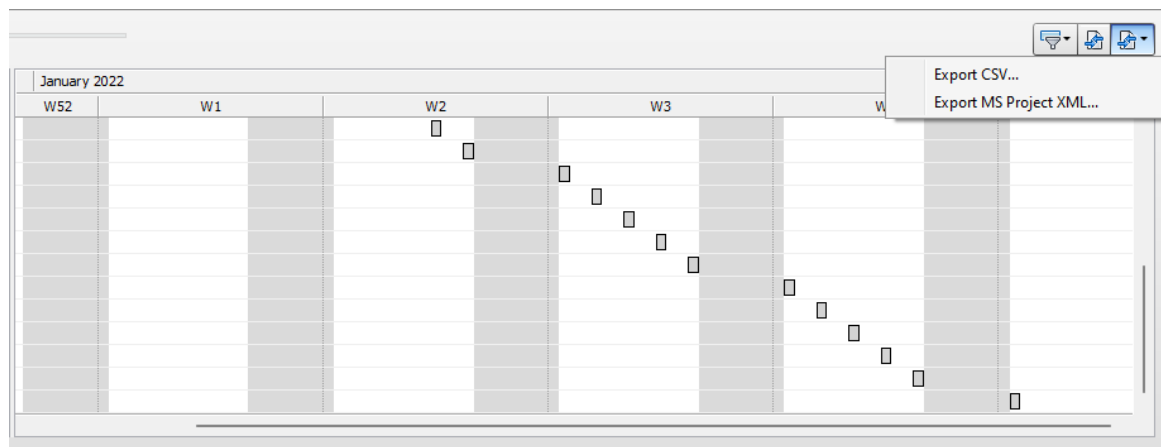 Export CSV...
Export MS Project XML...
January 2022
W52 W1 W2 W3